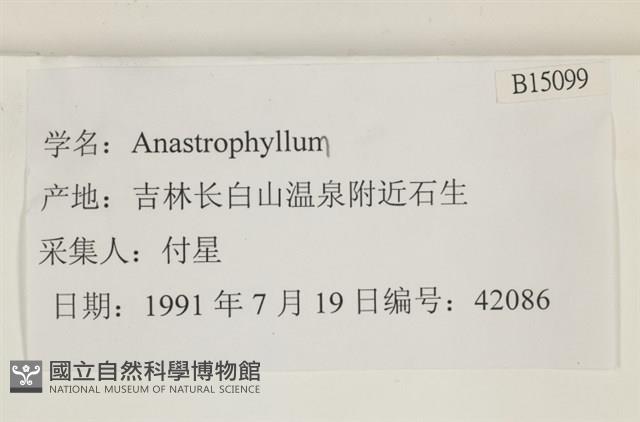 B15099
学名：Anastrophyllum
产地：吉林长白山温泉附近石生
采集人：付星
日期：1991 年 7 月 19 日编号：42086
國立自然科學博物館
NATIONAL MUSEUM OF NATURAL SCIENCE